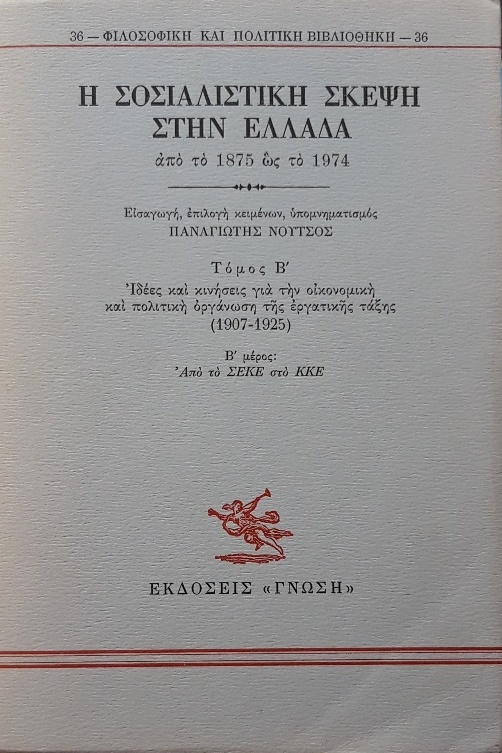 36 — ΦΙΛΟΣΟΦΙΚΗ ΚΑΙ ΠΟΛΙΤΙΚΗ ΒΙΒΛΙΟΘΗΚΗ — 36
Η ΣΟΣΙΑΛΙΣΤΙΚΗ ΣΚΕΨΗ
ΣΤΗΝ ΕΛΛΑΔΑ
ἀπὸ τὸ 1875 ὣς τὸ 1974
Εἰσαγωγή, ἐπιλογὴ κειμένων, ὑπομνηματισμός
ΠΑΝΑΓΙΩΤΗΣ ΝΟΥΤΣΟΣ
Τόμος Β′
Ἰδέες καὶ κινήσεις γιὰ τὴν οἰκονομικὴ
καὶ πολιτικὴ ὀργάνωση τῆς ἐργατικῆς τάξης
(1907-1925)
Β′ μέρος:
Ἀπὸ τὸ ΣΕΚΕ στὸ ΚΚΕ
ΕΚΔΟΣΕΙΣ «ΓΝΩΣΗ»